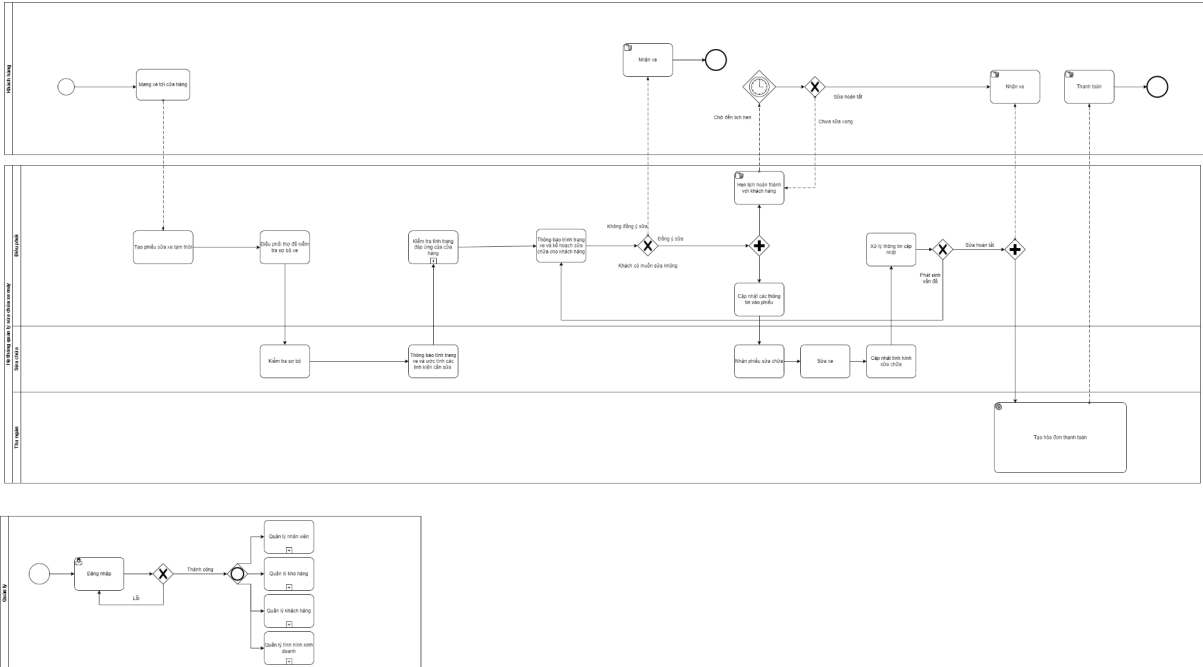 Khách hàng
Mang xe tới cửa hàng
Nhận xe
Chờ đến lịch hẹn
Sửa hoàn tất
Chưa sửa xong
Nhận xe
Thanh toán
Hệ thống quản lý sửa chữa xe máy
Điều phối
Tạo phiếu sửa xe tạm thời
Điều phối thợ để kiểm
tra sơ bộ xe
Kiểm tra tình trạng
đáp ứng của cửa
hàng
Thông báo trình trạng
xe và kế hoạch sửa
chữa cho khách hàng
Không đồng ý sửa
Đồng ý sửa
Khách có muốn sửa không
Hẹn lịch hoàn thành
với khách hàng
Cập nhật các thông
tin vào phiếu
Xử lý thông tin cập
nhật
Sửa hoàn tất
Phát sinh
vấn đề
Sửa chữa
Kiểm tra sơ bộ
Thông báo tình trạng
xe và ước tính các
linh kiện cần sửa
Nhận phiếu sửa chữa
Sửa xe
Cập nhật tình hình
sửa chữa
Thu ngân
Tạo hóa đơn thanh toán
Quản lý
Đăng nhập
Lỗi
Thành công
Quản lý nhân viên
Quản lý kho hàng
Quản lý khách hàng
Quản lý tình hình kinh
doanh